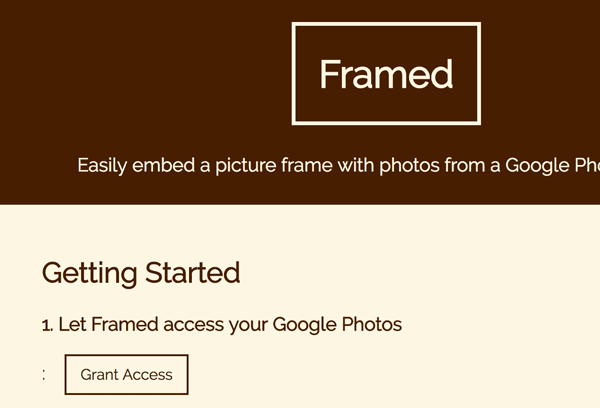 Framed
Easily embed a picture frame with photos from a Google
Getting Started
1. Let Framed access your Google Photos
: Grant Access